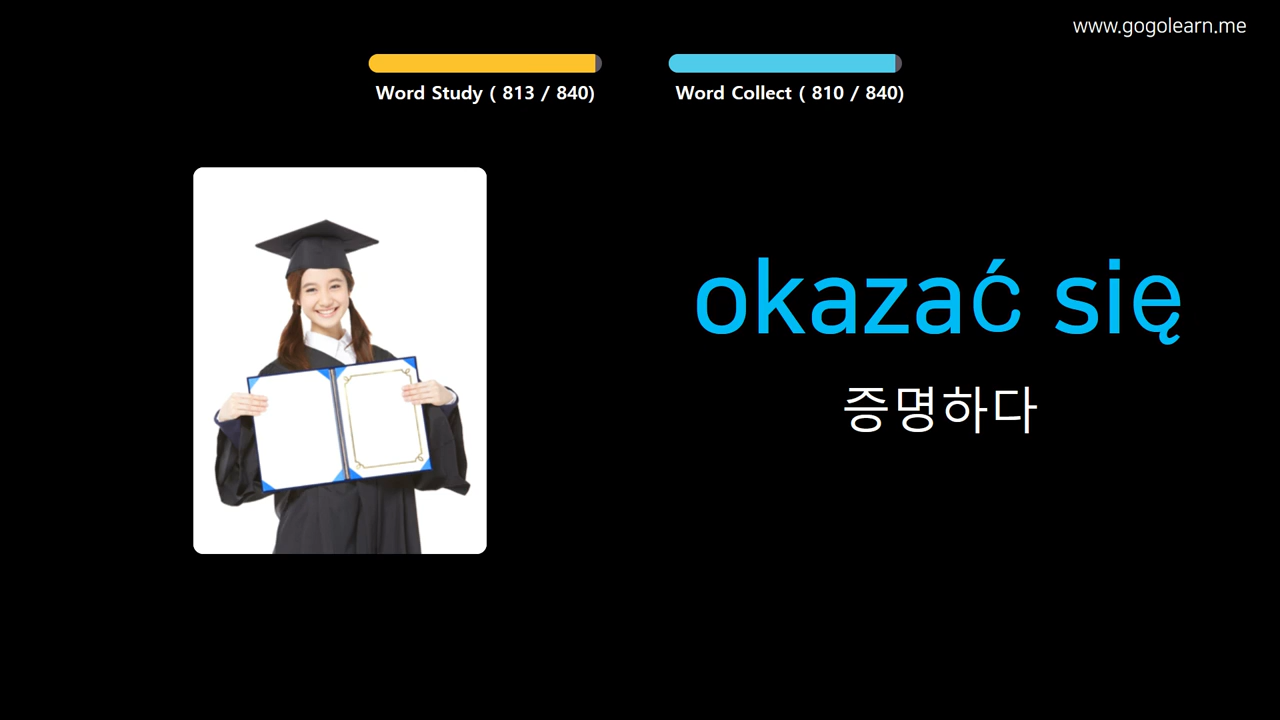 www.gogolearn.me
Word Study ( 813 / 840)
Word Collect ( 810 / 840)
okazać się
증명하다